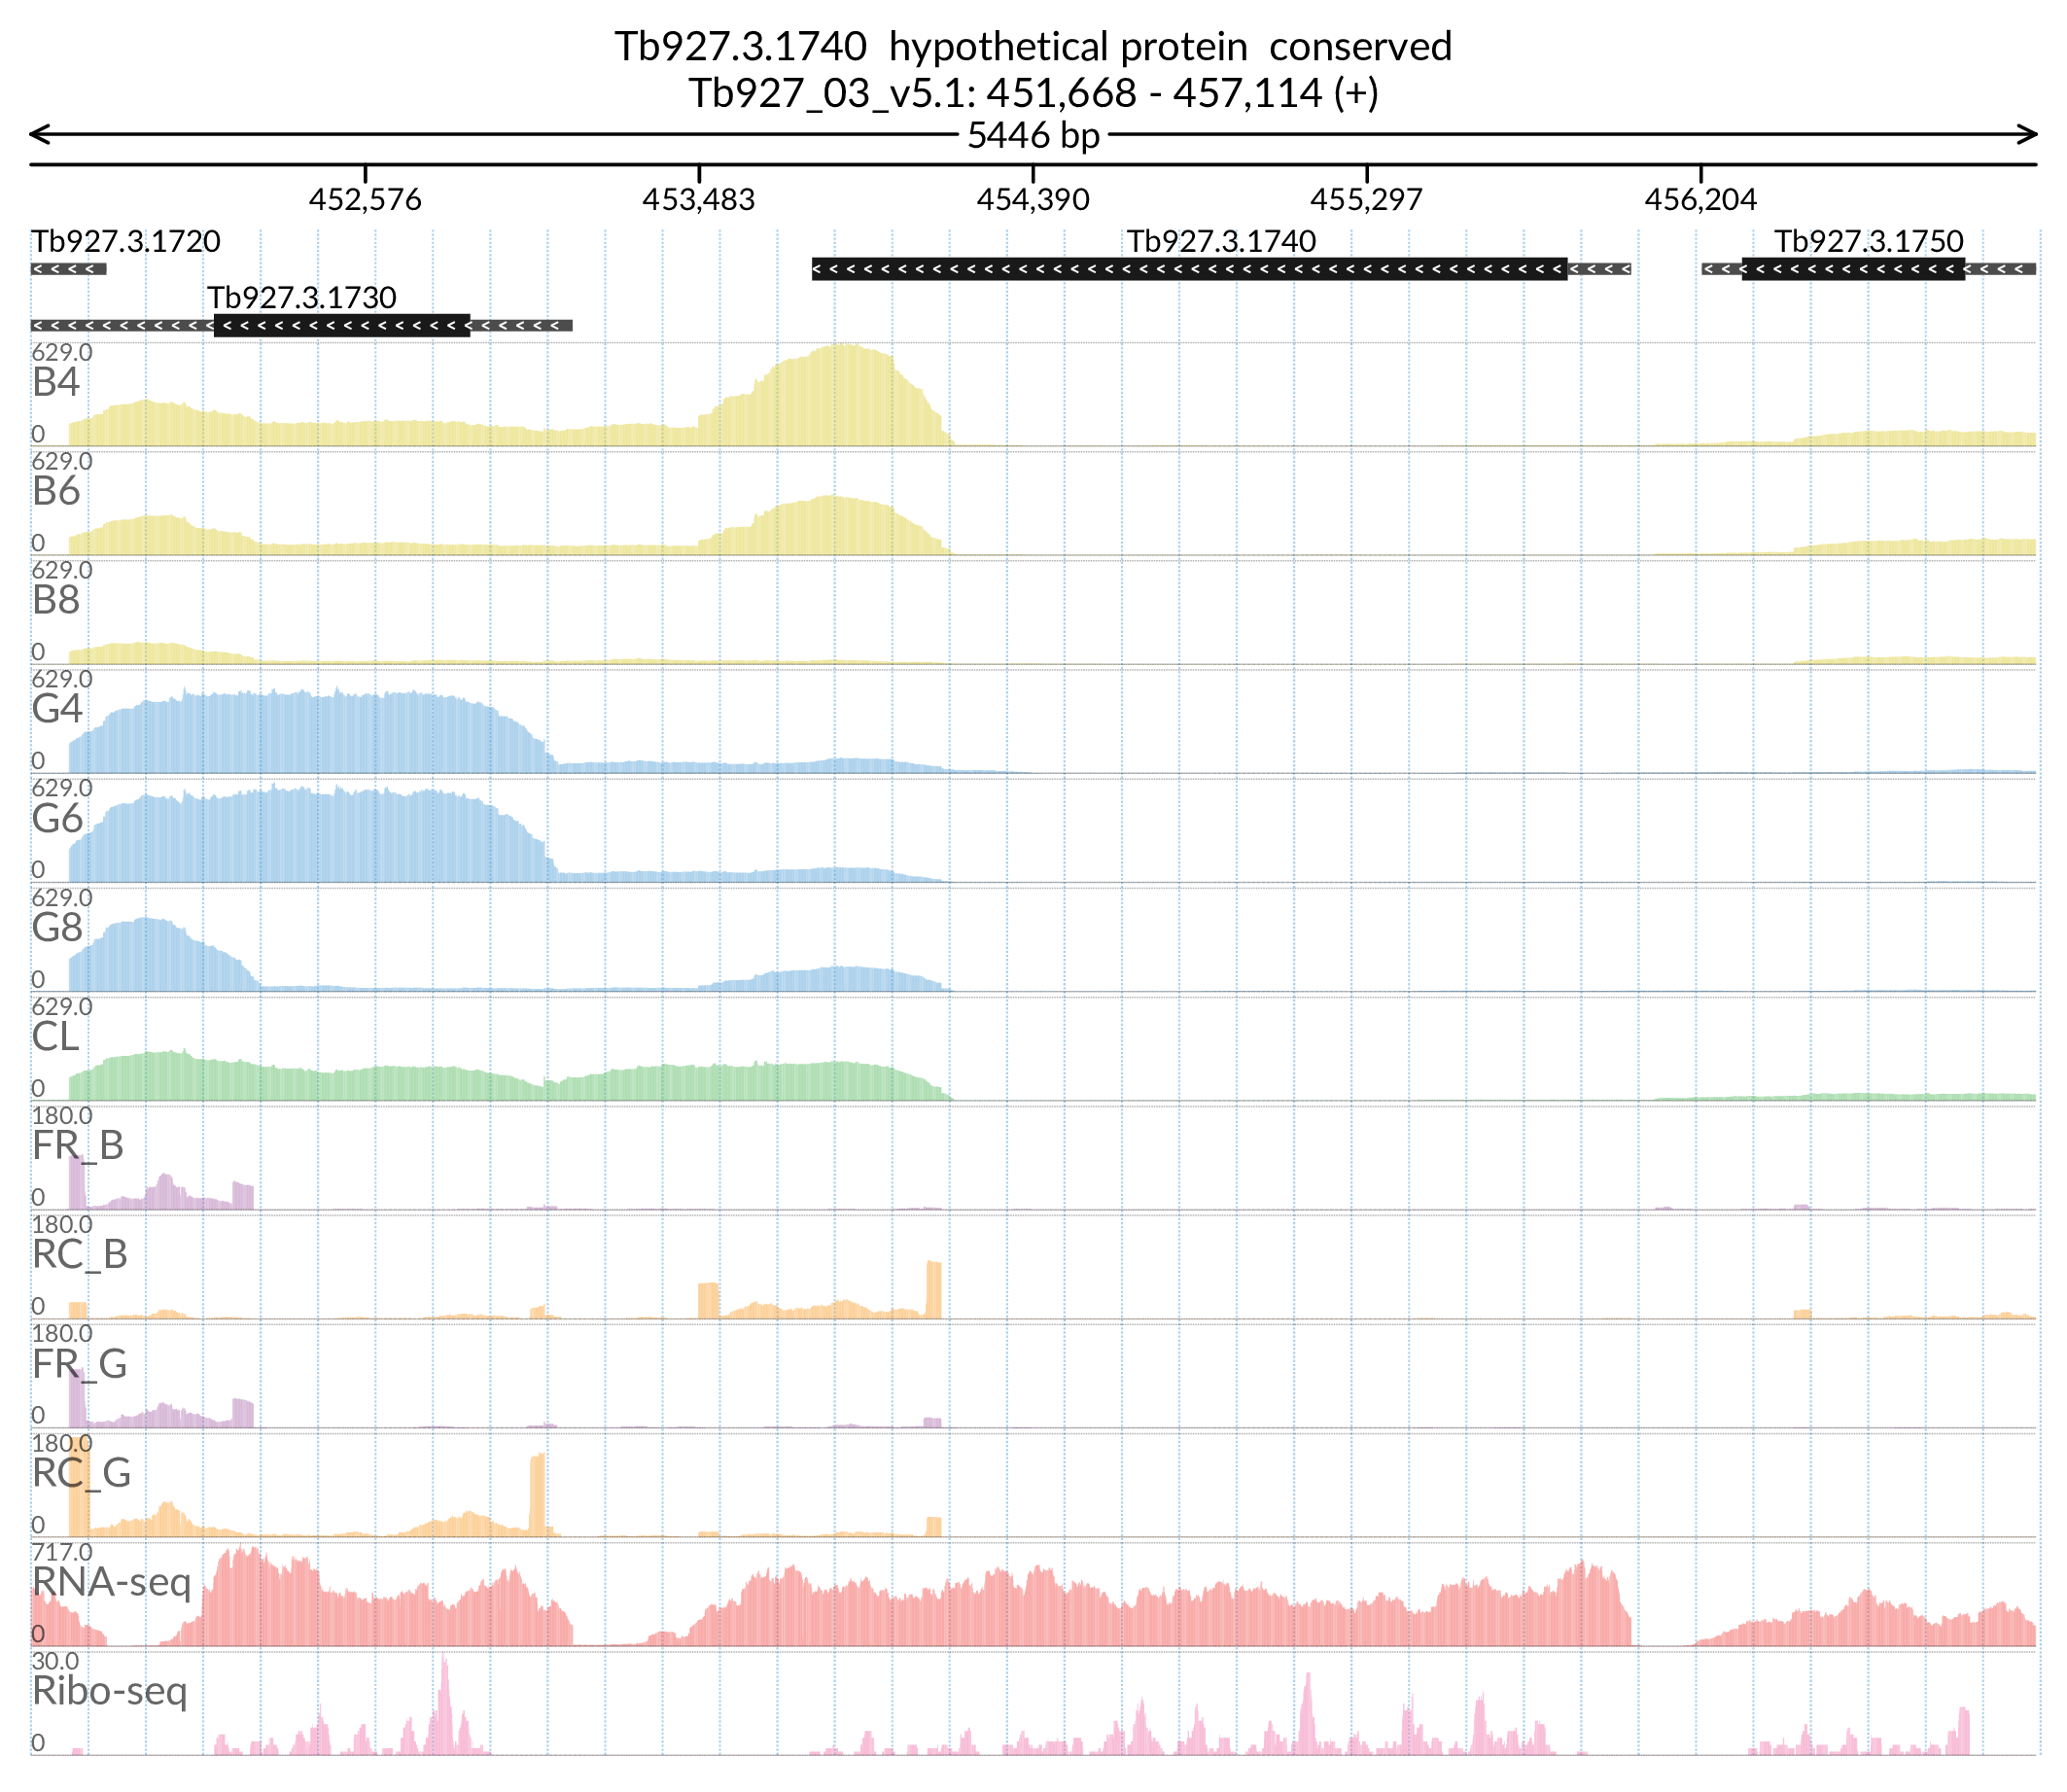 Tb927.3.1740  hypothetical protein  conserved
Tb927_03_v5.1: 451,668 - 457,114 (+)
5446 bp
452,576 453,483 454,390 455,297 456,204
Tb927.3.1720 Tb927.3.1740 Tb927.3.1750
Tb927.3.1730
629.0
B4
0
629.0
B6
0
629.0
B8
0
629.0
G4
0
629.0
G6
0
629.0
G8
0
629.0
CL
0
180.0
FR_B
0
180.0
RC_B
0
180.0
FR_G
0
180.0
RC_G
0
717.0
RNA-seq
0
30.0
Ribo-seq
0